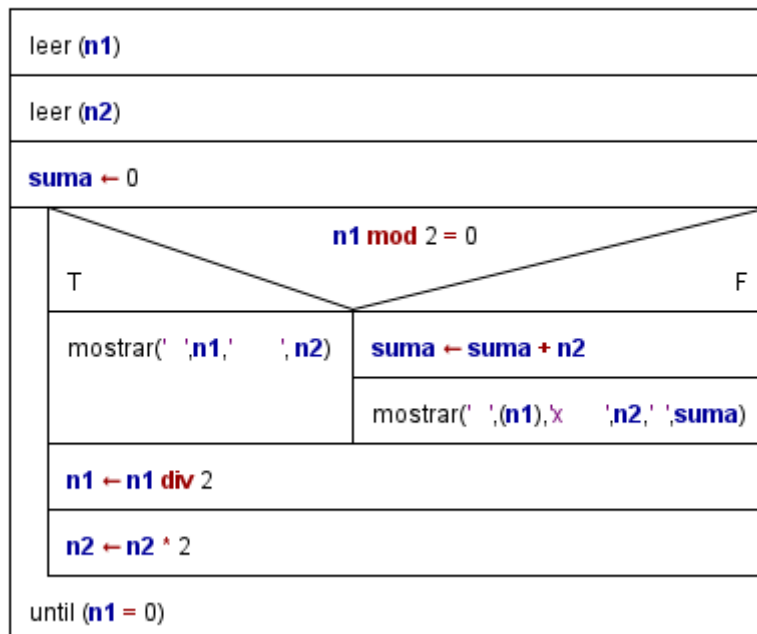 leer (n1)
leer (n2)
suma ← 0
n1 mod 2 = 0
T F
mostrar(' ',n1,' ', n2)
suma ← suma + n2
mostrar(' ',(n1),'x ',n2,' ',suma)
n1 ← n1 div 2
n2 ← n2 * 2
until (n1 = 0)